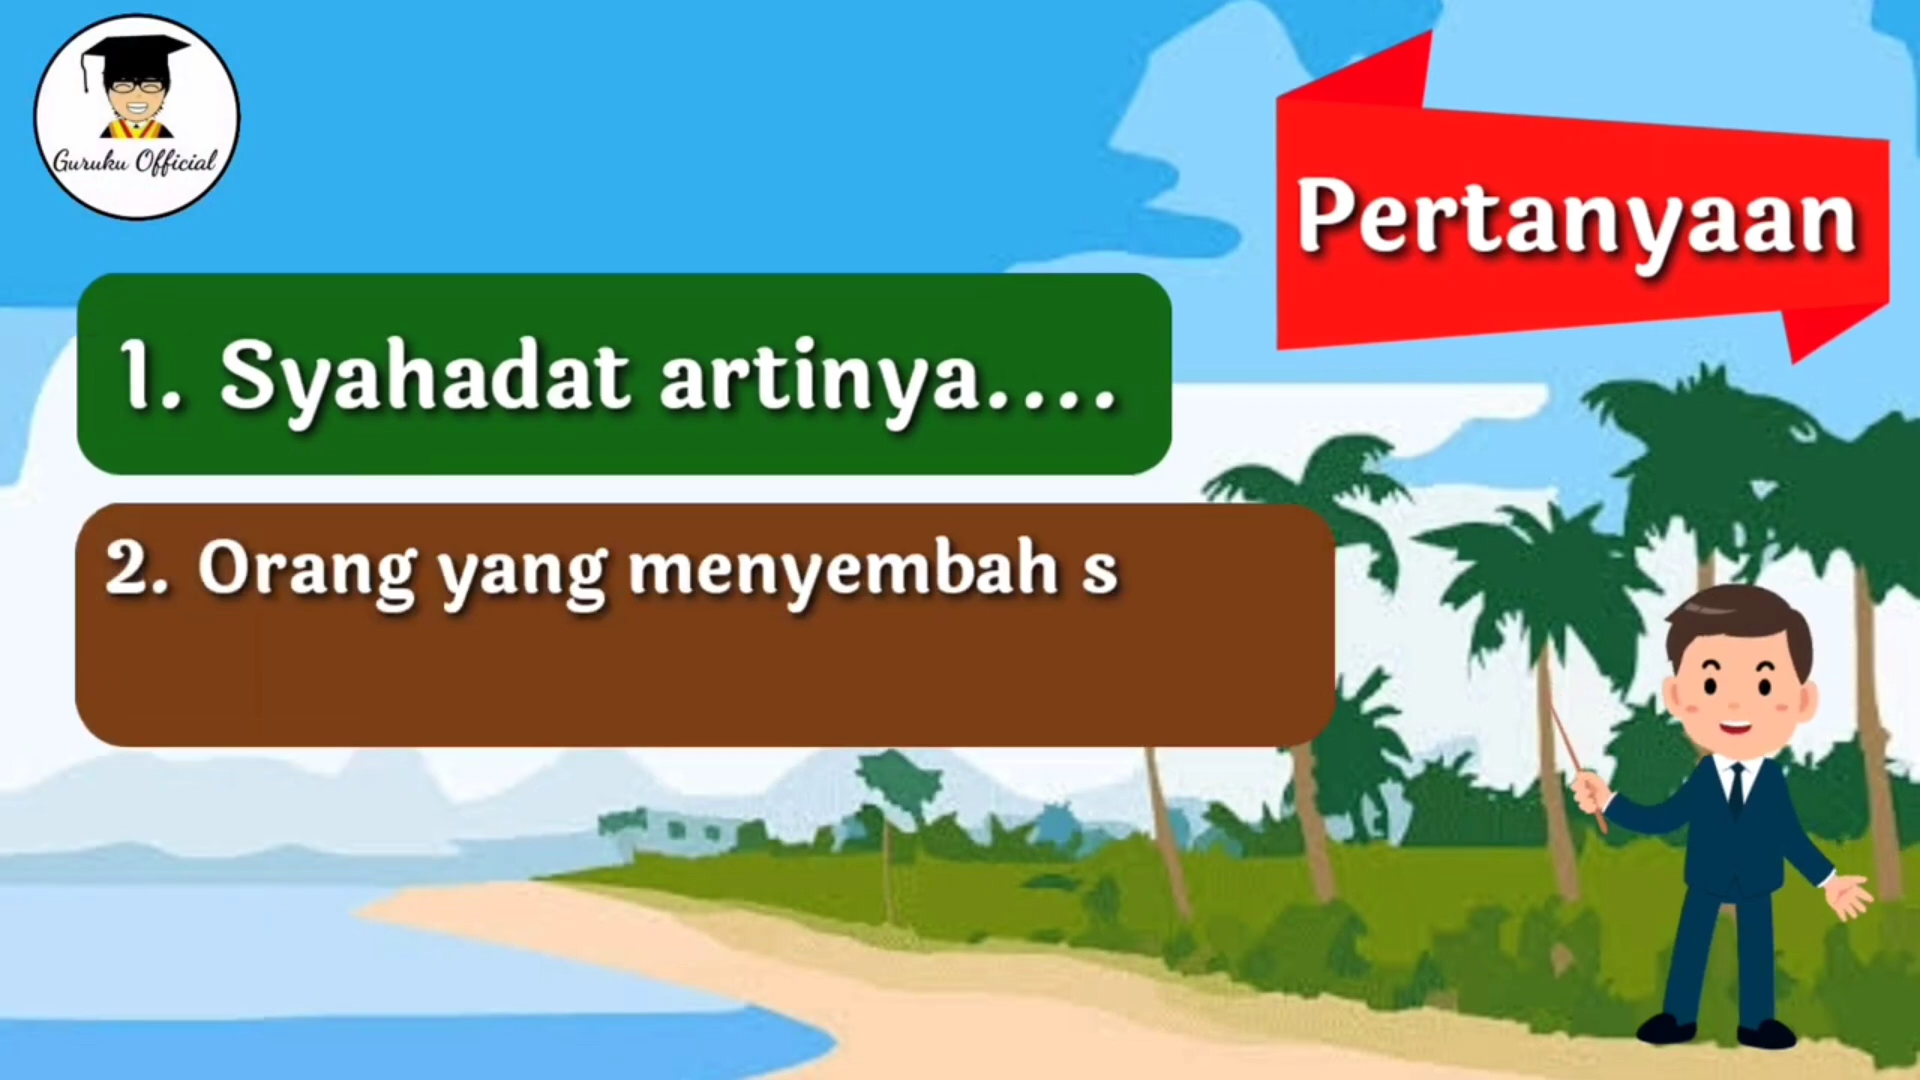 Guruku Official
Pertanyaan
1. Syahadat artinya....
2. Orang yang menyembah s